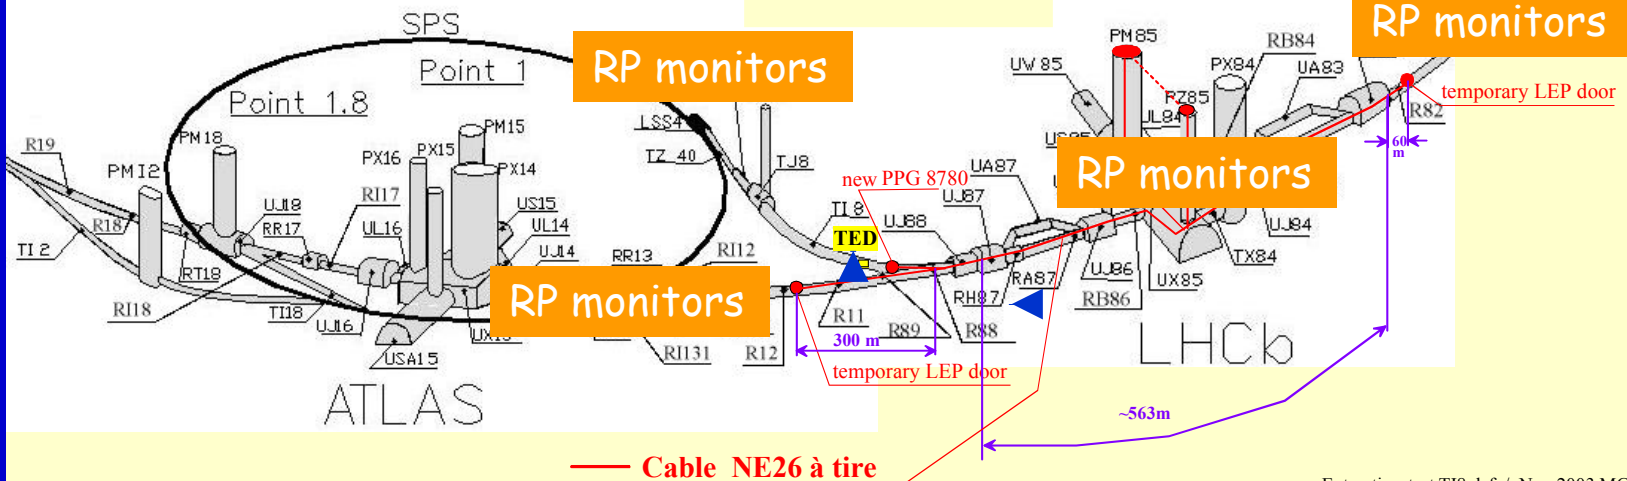 SPS
RP monitors
Point 1
Point 1.8
PM18
PM15
PX16
PX15
PX14
R19
PMI2
R18
TI 2
RT18
RI18
UJ18
RR17
RI17
UL16
TI18
UJ16
USA15
US15
UL14
UJ14
RR13
RI12
RP monitors
RI131
R12
ATLAS
LSS4
TZ 40
TJ8
new PPG 8780
TI 8
TED
UJ88
UJ87
UA87
R11
R89
R88
RH87
RA87
UJ86
RB86
UX85
300 m
temporary LEP door
PM85
UW 85
PZ85
UL84
PX84
RB84
UA83
RP monitors
RP monitors
temporary LEP door
R82
60
m
UJ84
TX84
LHCb
~563m
Cable NE26 à tire